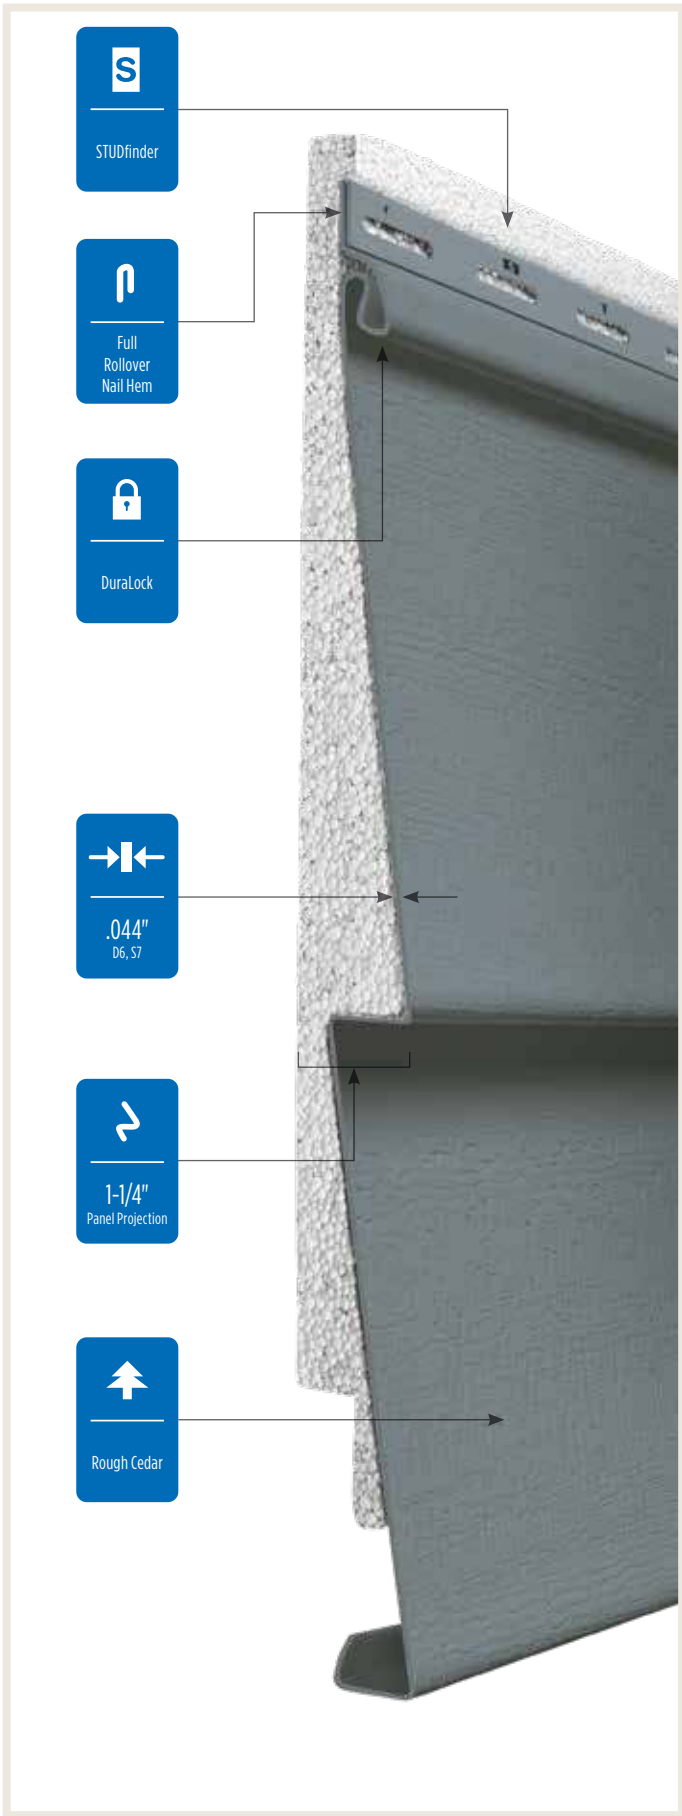 S
STUDfinder
Full
Rollover
Nail Hem
DuraLock
.044"
D6, S7
1-1/4"
Panel Projection
Rough Cedar